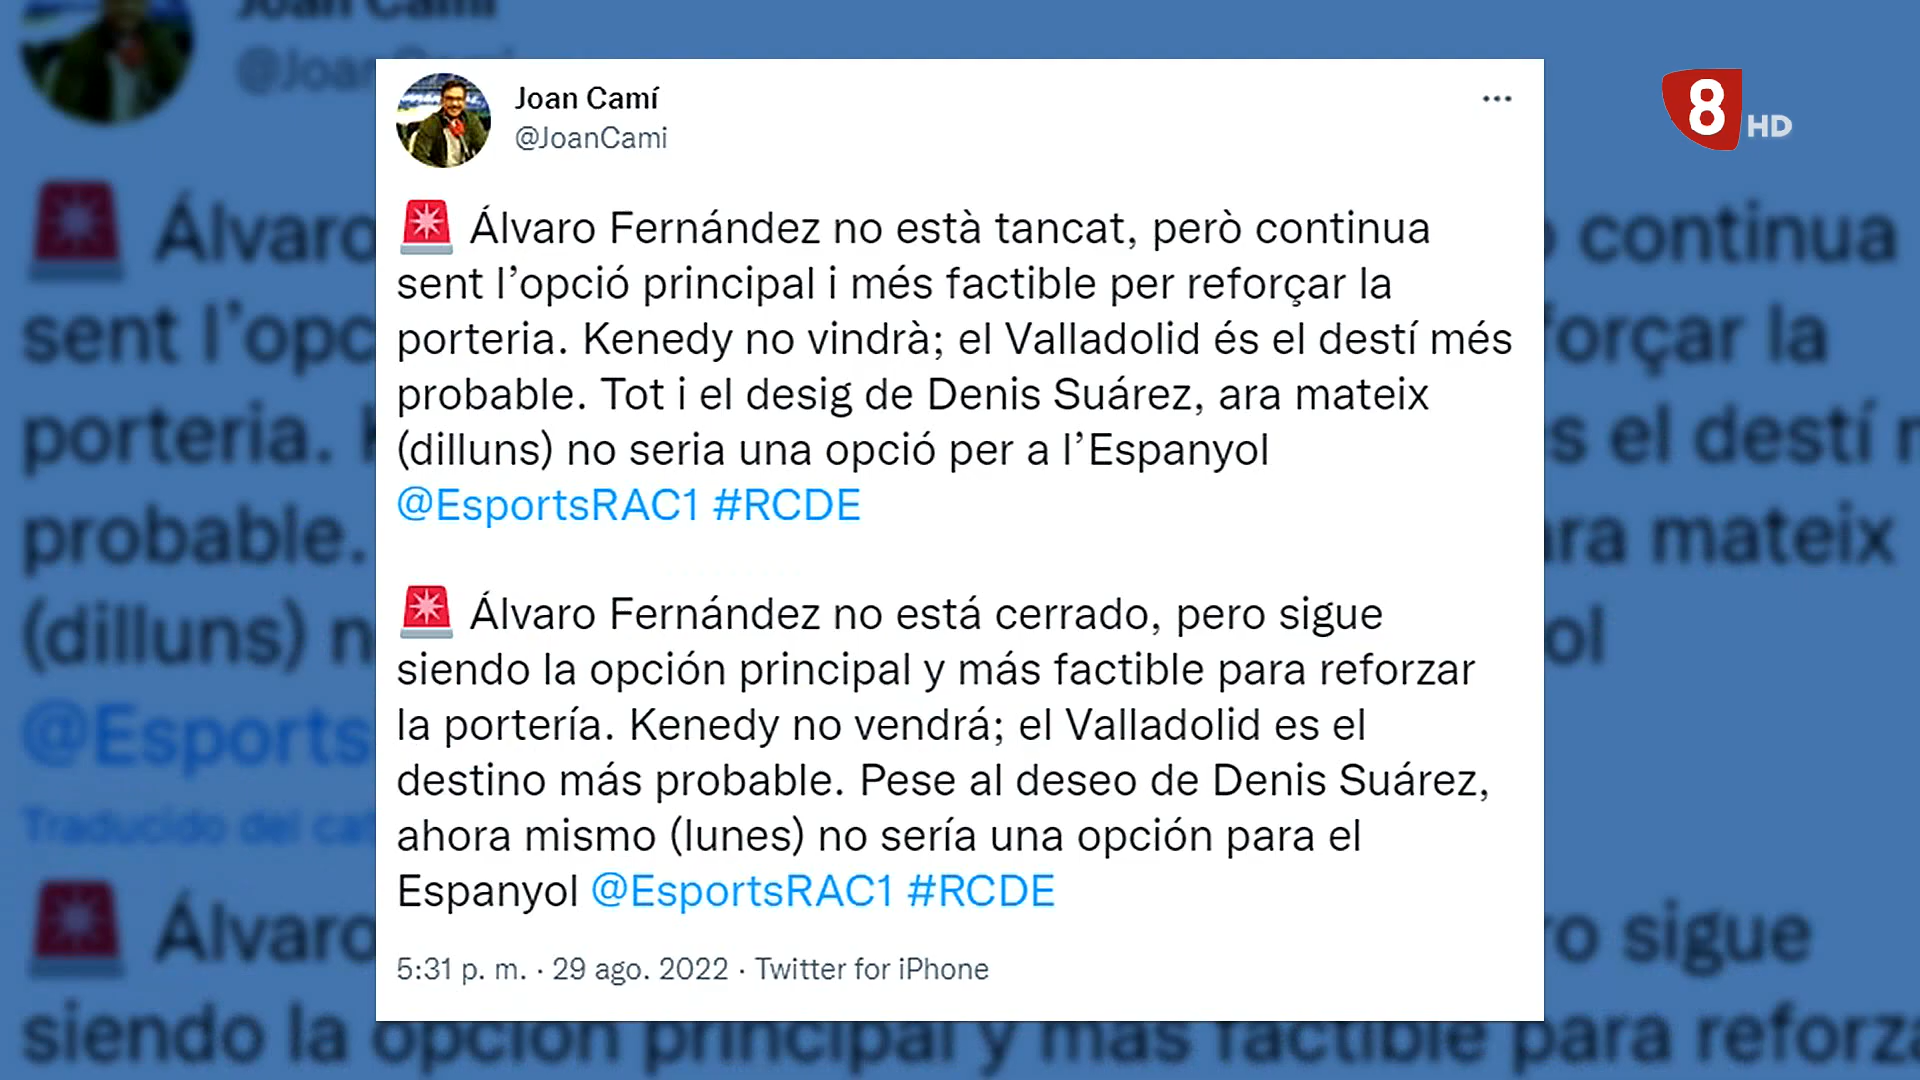 Joan Camí
@JoanCami
8 HD
Álvaro Fernández no està tancat, però continua
sent l’opció principal i més factible per reforçar la
porteria. Kenedy no vindrà; el Valladolid és el destí més
probable. Tot i el desig de Denis Suárez, ara mateix
(dilluns) no seria una opció per a l’Espanyol
@EsportsRAC1 #RCDE
Álvaro Fernández no está cerrado, pero sigue
siendo la opción principal y más factible para reforzar
la portería. Kenedy no vendrá; el Valladolid es el
destino más probable. Pese al deseo de Denis Suárez,
ahora mismo (lunes) no sería una opción para el
Espanyol @EsportsRAC1 #RCDE
5:31 p. m. · 29 ago. 2022 · Twitter for iPhone